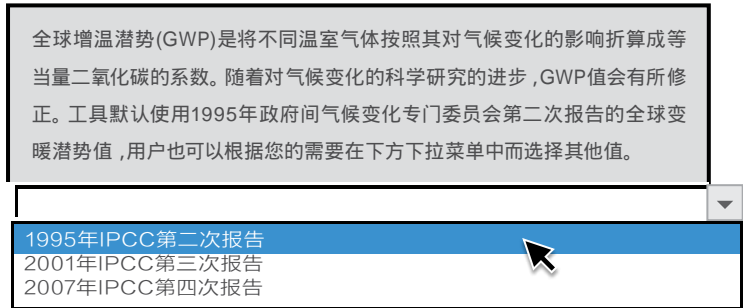 全球增温潜势(GWP)是将不同温室气体按照其对气候变化的影响折算成等
当量二氧化碳的系数。随着对气候变化的科学研究的进步,GWP值会有所修
正。工具默认使用1995年政府间气候变化专门委员会第二次报告的全球变
暖潜势值,用户也可以根据您的需要在下方下拉菜单中而选择其他值。
1995年IPCC第二次报告
2001年IPCC第三次报告
2007年IPCC第四次报告